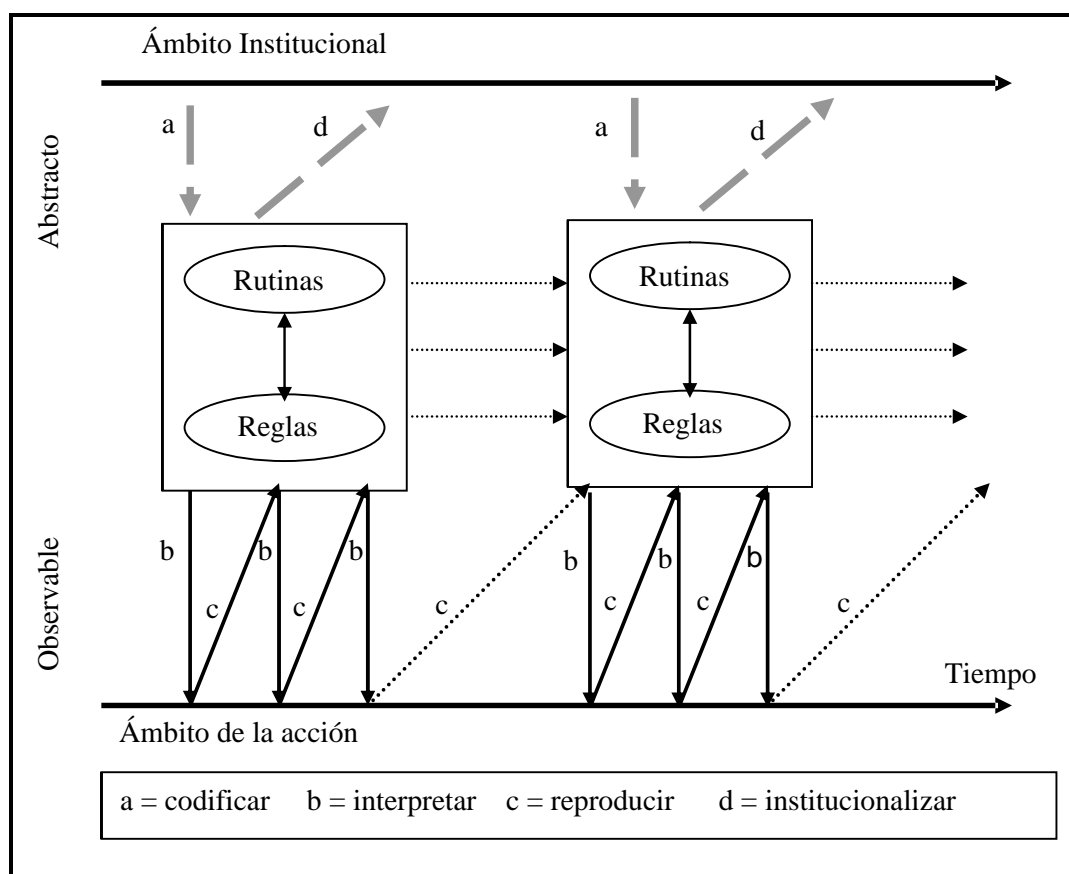 Ámbito Institucional
Abstracto
a
d
a
d
Rutinas
Rutinas
Reglas
Reglas
Observable
b
b
b
b
b
b
c
c
c
c
c
c
Tiempo
Ámbito de la acción
a = codificar b = interpretar c = reproducir d = institucionalizar